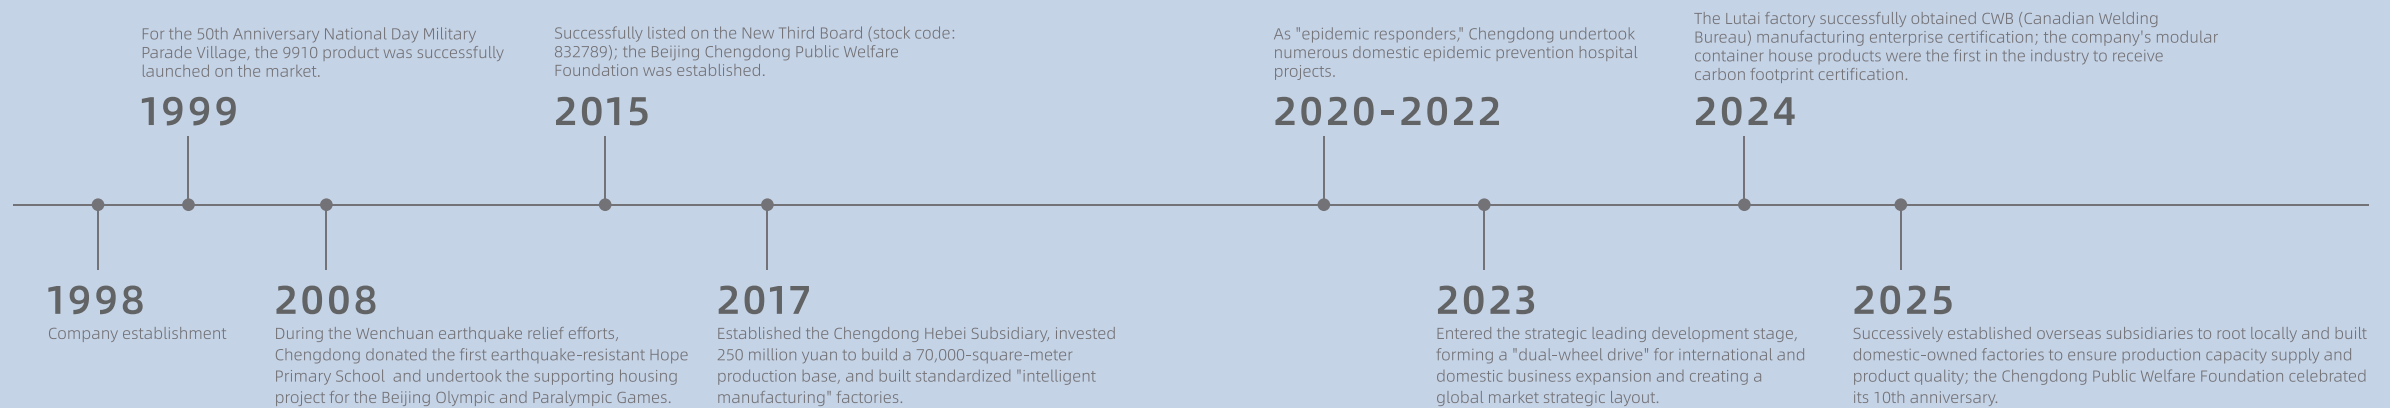 For the 50th Anniversary National Day Military
Parade Village, the 9910 product was successfully
launched on the market.
1999
Successfully listed on the New Third Board (stock code:
832789); the Beijing Chengdong Public Welfare
Foundation was established.
2015
As "epidemic responders," Chengdong undertook
numerous domestic epidemic prevention hospital
projects.
2020-2022
The Lutai factory successfully obtained CWB (Canadian Welding
Bureau) manufacturing enterprise certification; the company's modular
container house products were the first in the industry to receive
carbon footprint certification.
2024
1998
Company establishment
2008
During the Wenchuan earthquake relief efforts,
Chengdong donated the first earthquake-resistant Hope
Primary School and undertook the supporting housing
project for the Beijing Olympic and Paralympic Games.
2017
Established the Chengdong Hebei Subsidiary, invested
250 million yuan to build a 70,000-square-meter
production base, and built standardized "intelligent
manufacturing" factories.
2023
Entered the strategic leading development stage,
forming a "dual-wheel drive" for international and
domestic business expansion and creating a
global market strategic layout.
2025
Successively established overseas subsidiaries to root locally and built
domestic-owned factories to ensure production capacity supply and
product quality; the Chengdong Public Welfare Foundation celebrated
its 10th anniversary.